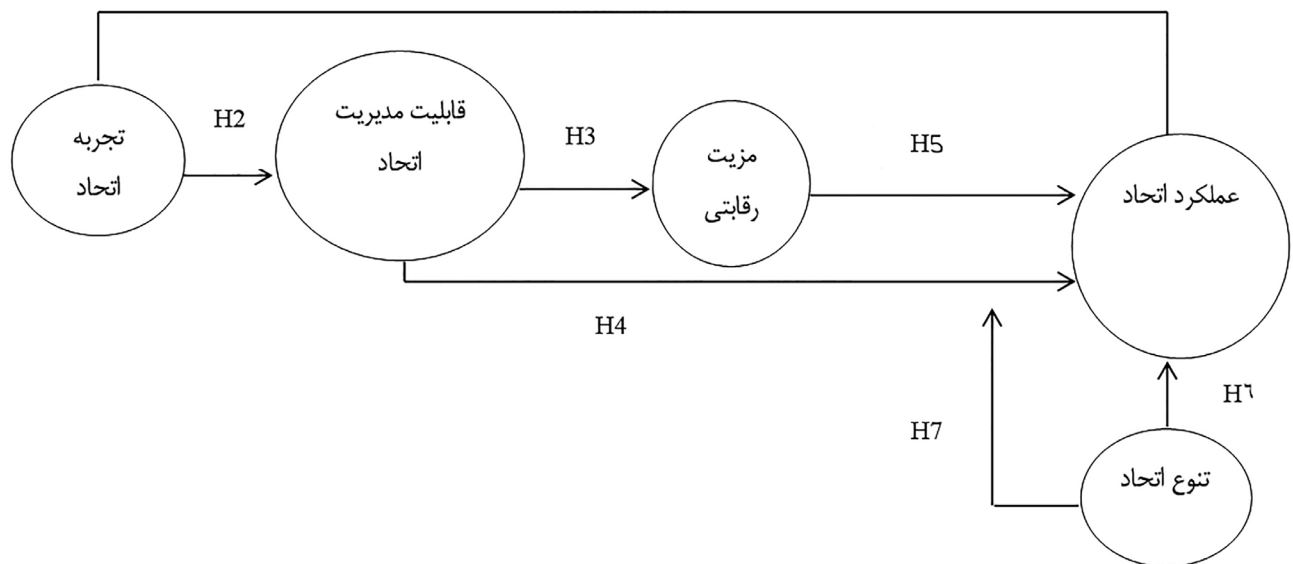 تجربه
اتحاد
H2
قابلیت مدیریت
اتحاد
H3
مزیت
رقابتی
H5
عملکرد اتحاد
H4
H7
H٦
تنوع اتحاد